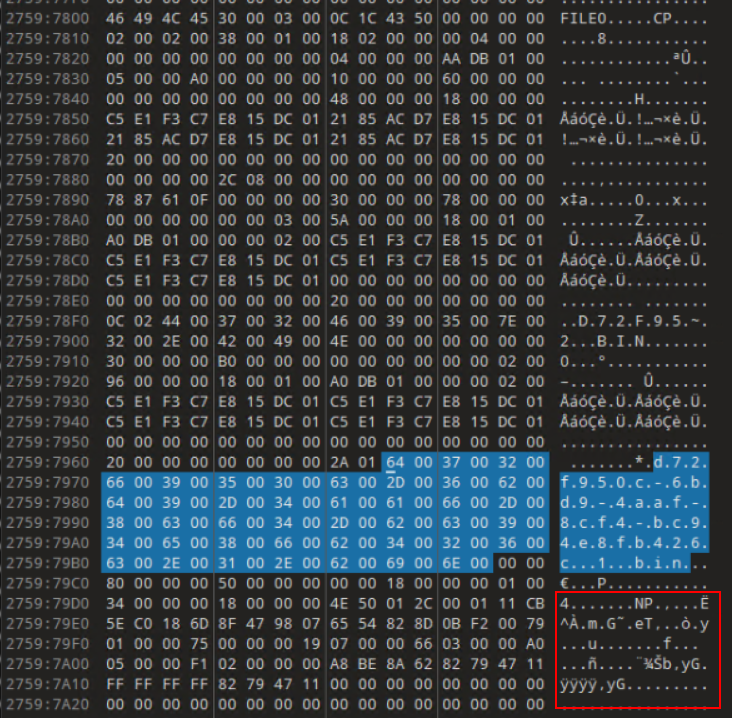 2759:7800 46 49 4C 45 30 00 03 00 0C 1C 43 50 00 00 00 00 FILE0.....CP....
2759:7810 02 00 02 00 38 00 01 00 18 02 00 00 00 04 00 00 ....8...........
2759:7820 00 00 00 00 00 00 00 00 04 00 00 00 AA DB 01 00 ............ªÛ..
2759:7830 05 00 00 A0 00 00 00 00 10 00 00 00 60 00 00 00 ... ........`...
2759:7840 00 00 00 00 00 00 00 00 48 00 00 00 18 00 00 00 ........H.......
2759:7850 C5 E1 F3 C7 E8 15 DC 01 21 85 AC D7 E8 15 DC 01 ÅáóÇè.Ü.!…¬×è.Ü.
2759:7860 21 85 AC D7 E8 15 DC 01 21 85 AC D7 E8 15 DC 01 !…¬×è.Ü.!…¬×è.Ü.
2759:7870 20 00 00 00 00 00 00 00 00 00 00 00 00 00 00 00  ...............
2759:7880 00 00 00 00 2C 08 00 00 00 00 00 00 00 00 00 00 ....,...........
2759:7890 78 87 61 0F 00 00 00 00 30 00 00 00 78 00 00 00 x‡a.....0...x...
2759:78A0 00 00 00 00 00 00 03 00 5A 00 00 00 18 00 01 00 ........Z.......
2759:78B0 A0 DB 01 00 00 00 02 00 C5 E1 F3 C7 E8 15 DC 01  Û......ÅáóÇè.Ü.
2759:78C0 C5 E1 F3 C7 E8 15 DC 01 C5 E1 F3 C7 E8 15 DC 01 ÅáóÇè.Ü.ÅáóÇè.Ü.
2759:78D0 C5 E1 F3 C7 E8 15 DC 01 00 00 00 00 00 00 00 00 ÅáóÇè.Ü.........
2759:78E0 00 00 00 00 00 00 00 00 20 00 00 00 00 00 00 00 ........ .......
2759:78F0 0C 02 44 00 37 00 32 00 46 00 39 00 35 00 7E 00 ..D.7.2.F.9.5.~.
2759:7900 32 00 2E 00 42 00 49 00 4E 00 00 00 00 00 00 00 2...B.I.N.......
2759:7910 30 00 00 00 B0 00 00 00 00 00 00 00 00 00 02 00 0...°...........
2759:7920 96 00 00 00 18 00 01 00 A0 DB 01 00 00 00 02 00 –....... Û......
2759:7930 C5 E1 F3 C7 E8 15 DC 01 C5 E1 F3 C7 E8 15 DC 01 ÅáóÇè.Ü.ÅáóÇè.Ü.
2759:7940 C5 E1 F3 C7 E8 15 DC 01 C5 E1 F3 C7 E8 15 DC 01 ÅáóÇè.Ü.ÅáóÇè.Ü.
2759:7950 00 00 00 00 00 00 00 00 00 00 00 00 00 00 00 00 ................
2759:7960 20 00 00 00 00 00 00 00 2A 01 64 00 37 00 32 00  .......*.d.7.2.
2759:7970 66 00 39 00 35 00 30 00 63 00 2D 00 36 00 62 00 f.9.5.0.c.-.6.b.
2759:7980 64 00 39 00 2D 00 34 00 61 00 61 00 66 00 2D 00 d.9.-.4.a.a.f.-.
2759:7990 38 00 63 00 66 00 34 00 2D 00 62 00 63 00 39 00 8.c.f.4.-.b.c.9.
2759:79A0 34 00 65 00 38 00 66 00 62 00 34 00 32 00 36 00 4.e.8.f.b.4.2.6.
2759:79B0 63 00 2E 00 31 00 2E 00 62 00 69 00 6E 00 00 00 c...1...b.i.n...
2759:79C0 80 00 00 00 50 00 00 00 00 00 18 00 00 00 01 00 €...P...........
2759:79D0 34 00 00 00 18 00 00 00 4E 50 01 2C 00 01 11 CB 4.......NP.,...Ë
2759:79E0 5E C0 18 6D 8F 47 98 07 65 54 82 8D 0B F2 00 79 ^À.m.G˜.eT‚..ò.y
2759:79F0 01 00 00 75 00 00 00 19 07 00 00 66 03 00 00 A0 ...u.......f...
2759:7A00 05 00 00 F1 02 00 00 00 A8 BE 8A 62 82 79 47 11 ...ñ....¨¾Šb‚yG.
2759:7A10 FF FF FF FF 82 79 47 11 00 00 00 00 00 00 00 00 ÿÿÿÿ‚yG.........
2759:7A20 00 00 00 00 00 00 00 00 00 00 00 00 00 00 00 00 ................